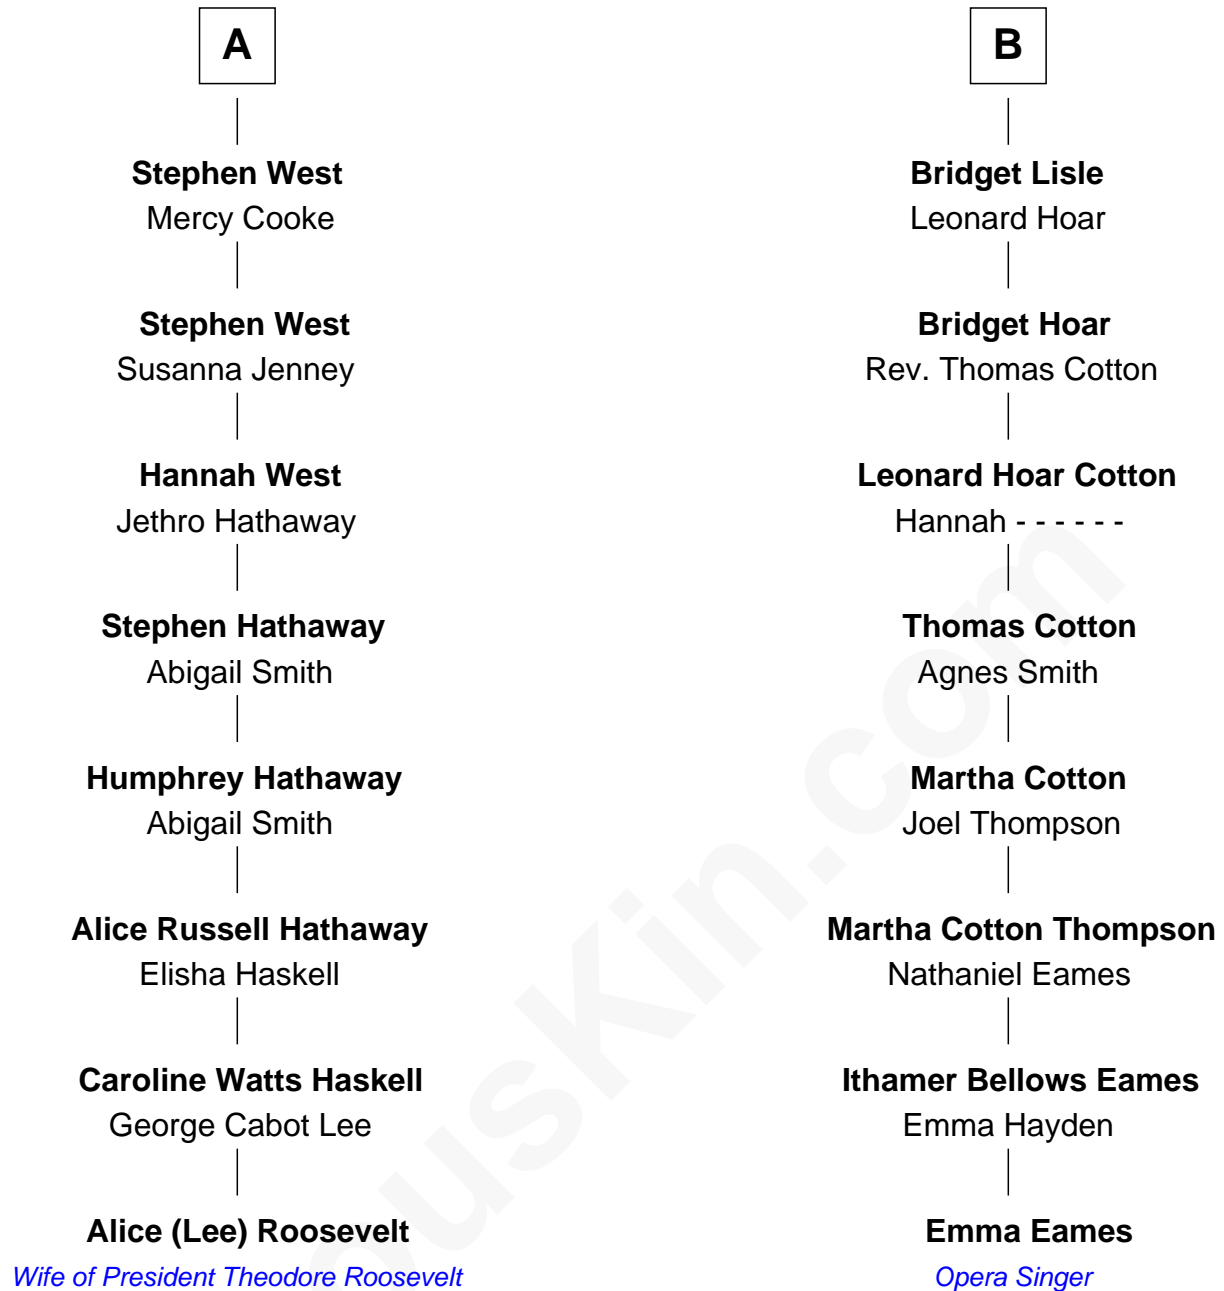 A
Stephen West
Mercy Cooke
Stephen West
Susanna Jenney
Hannah West
Jethro Hathaway
Stephen Hathaway
Abigail Smith
Humphrey Hathaway
Abigail Smith
Alice Russell Hathaway
Elisha Haskell
Caroline Watts Haskell
George Cabot Lee
Alice (Lee) Roosevelt
Wife of President Theodore Roosevelt
B
Bridget Lisle
Leonard Hoar
Bridget Hoar
Rev. Thomas Cotton
Leonard Hoar Cotton
Hannah - - - - - -
Thomas Cotton
Agnes Smith
Martha Cotton
Joel Thompson
Martha Cotton Thompson
Nathaniel Eames
Ithamer Bellows Eames
Emma Hayden
Emma Eames
Opera Singer
ousKin.com